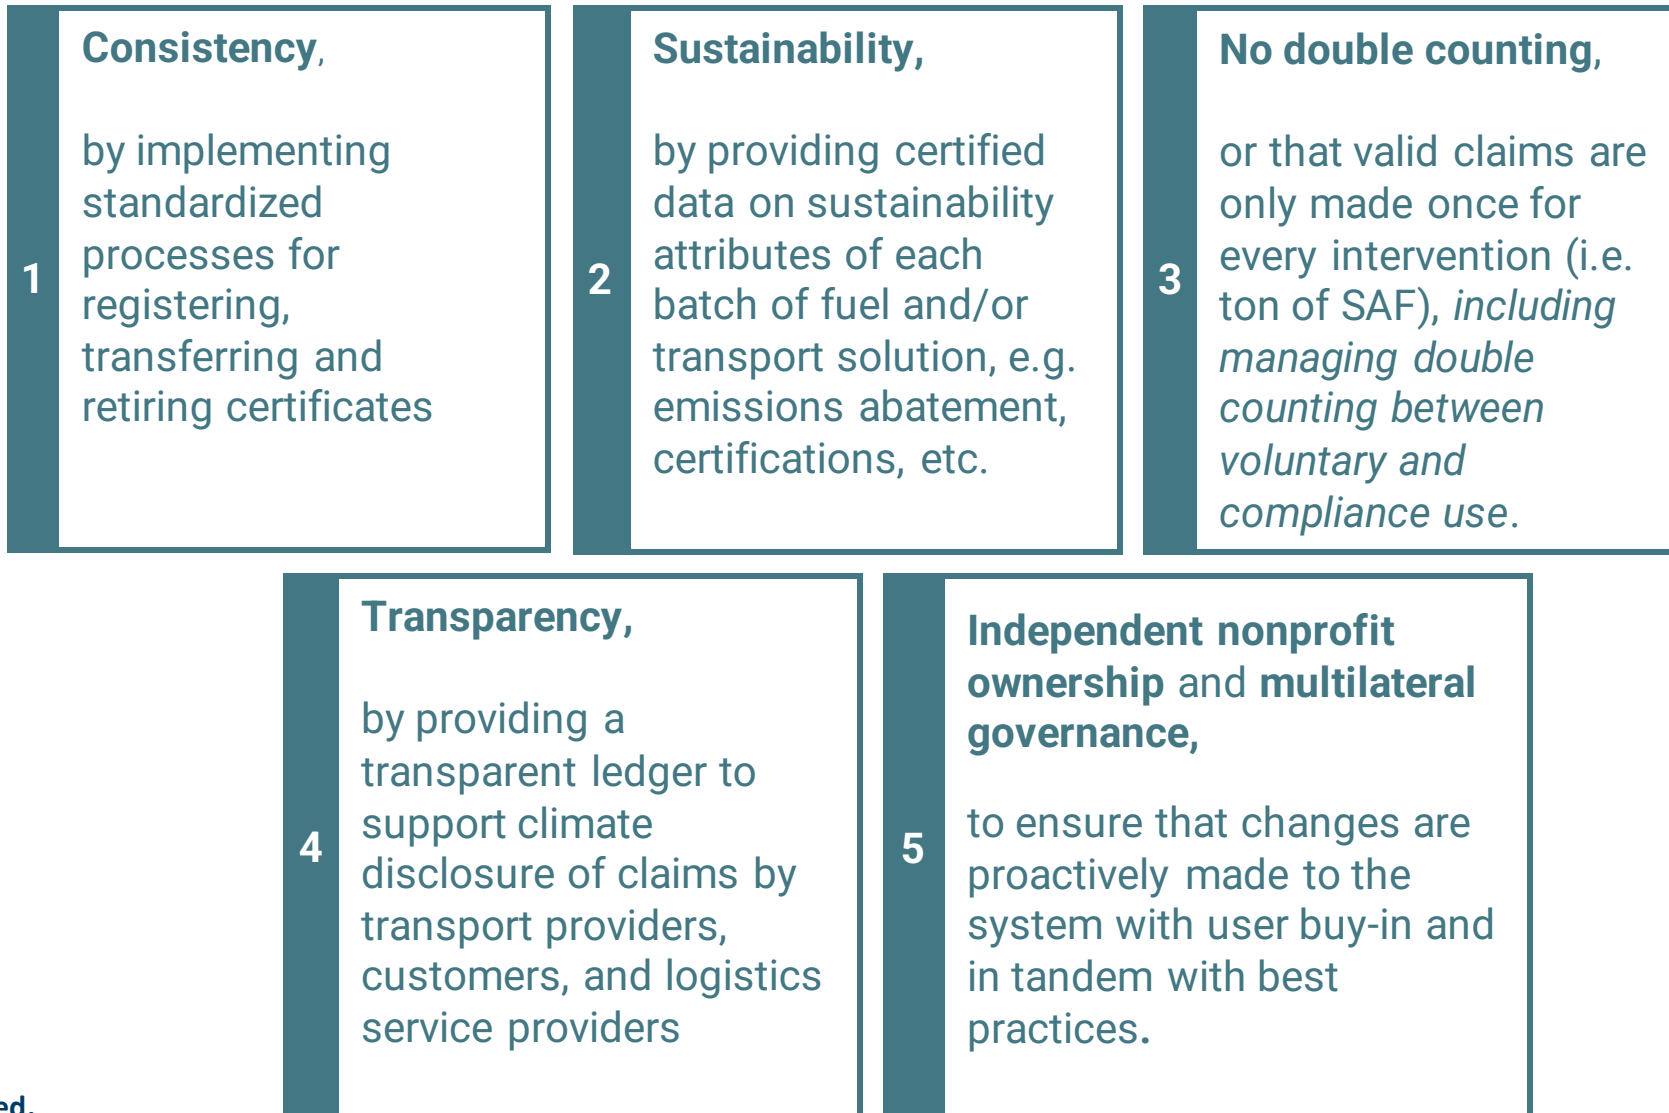 1
Consistency,
by implementing
standardized
processes for
registering,
transferring and
retiring certificates
2
Sustainability,
by providing certified
data on sustainability
attributes of each
batch of fuel and/or
transport solution, e.g.
emissions abatement,
certifications, etc.
3
No double counting,
or that valid claims are
only made once for
every intervention (i.e.
ton of SAF), including
managing double
counting between
voluntary and
compliance use.
4
Transparency,
by providing a
transparent ledger to
support climate
disclosure of claims by
transport providers,
customers, and logistics
service providers
5
Independent nonprofit
ownership and multilateral
governance,
to ensure that changes are
proactively made to the
system with user buy-in and
in tandem with best
practices.
ed.